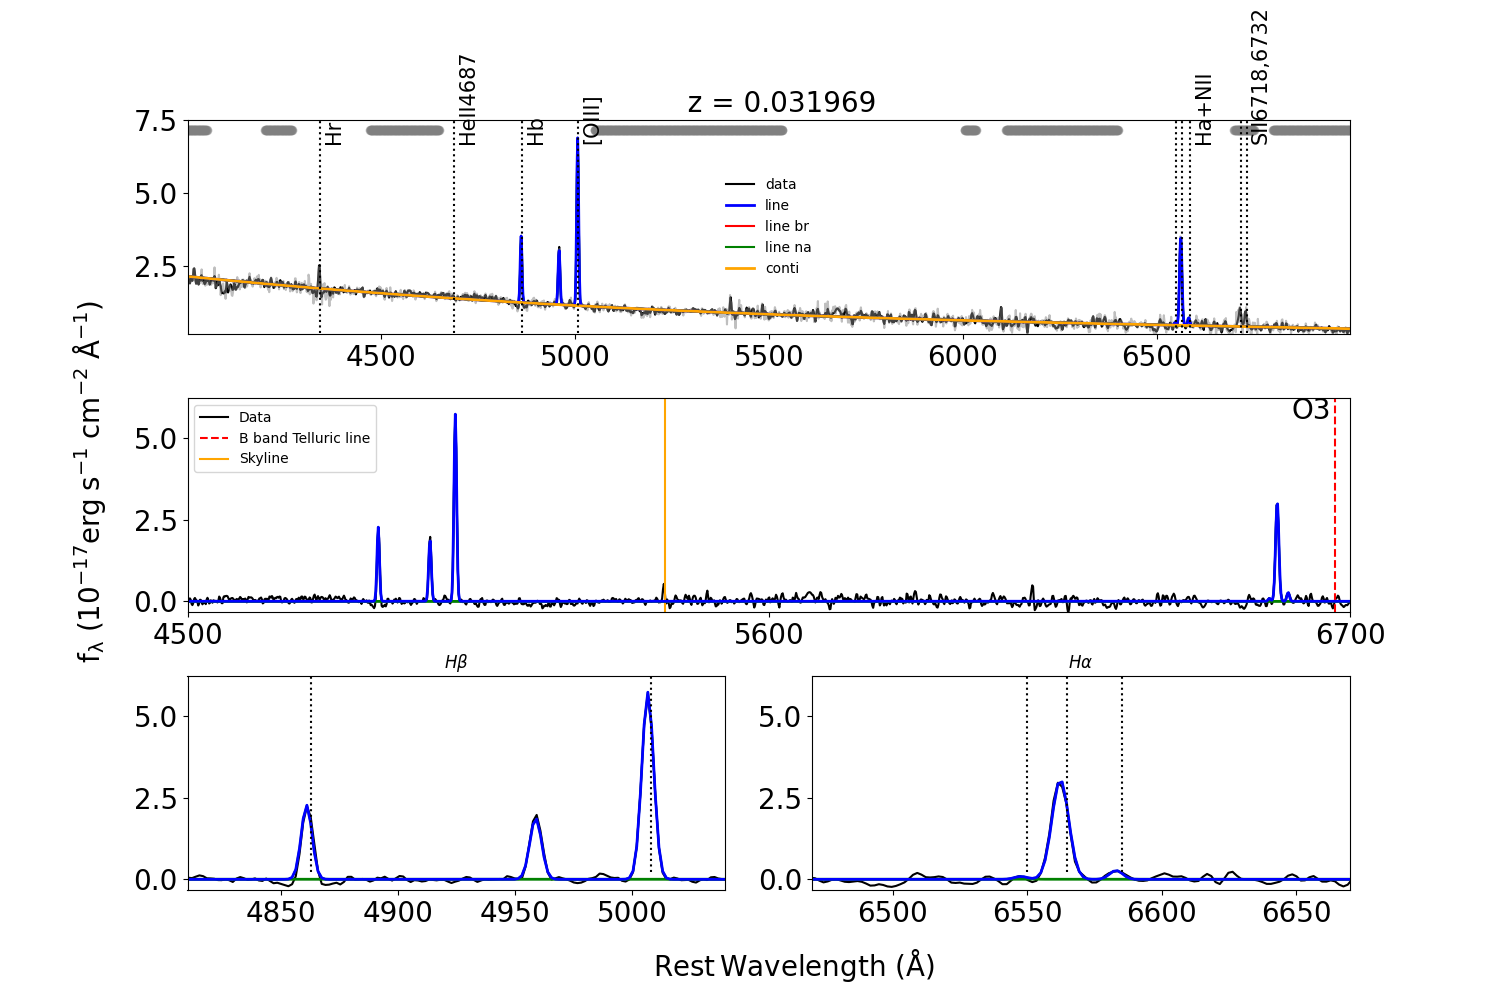 z = 0.031969
Hr
HeII4687
Hb
[OIII]
Ha+NII
SII6718,6732
7.5
5.0
2.5
data
line
line br
line na
conti
4500
5000
5500
6000
6500
fλ (10⁻¹⁷erg s⁻¹ cm⁻² Å⁻¹)
Data
B band Telluric line
Skyline
O3
5.0
2.5
0.0
4500
5600
6700
Hβ
5.0
2.5
0.0
4850
4900
4950
5000
Hα
5.0
2.5
0.0
6500
6550
6600
6650
Rest Wavelength (Å)